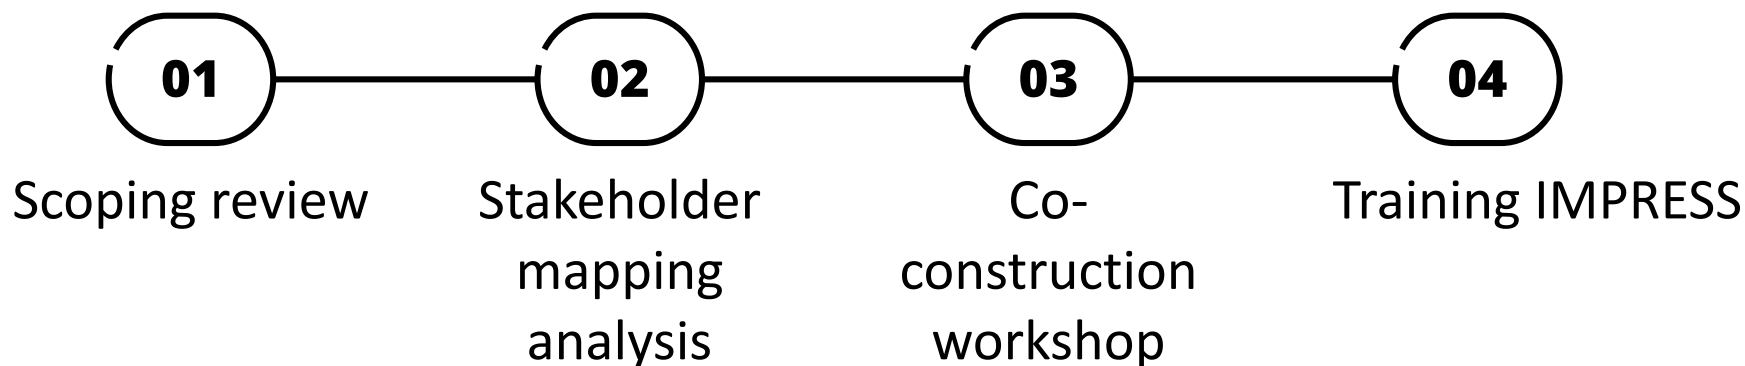 01
Scoping review
02
Stakeholder
mapping
analysis
03
Co-
construction
workshop
04
Training IMPRESS